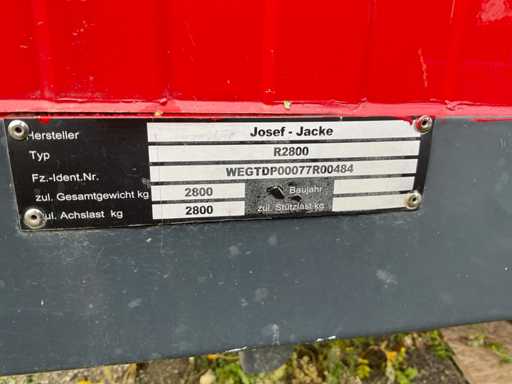 Hersteller Josef - Jacke
Typ R2800
Fz.-Ident.Nr. WEGTDP00077R00484
zul. Gesamtgewicht kg 2800 Baujahr
zul. Achslast kg 2800 zul. Stützlast kg